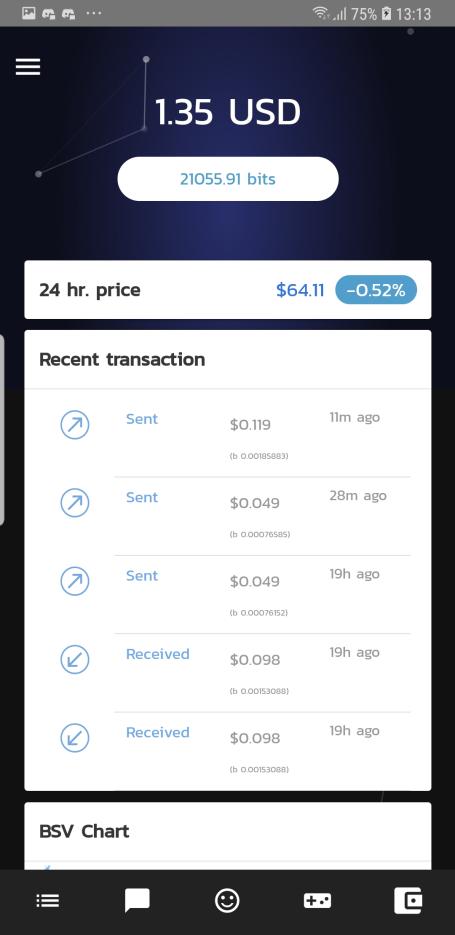 75% 13:13
1.35 USD
21055.91 bits
24 hr. price $64.11 -0.52%
Recent transaction
Sent $0.119 11m ago
(b 0.00185883)
Sent $0.049 28m ago
(b 0.00076585)
Sent $0.049 19h ago
(b 0.00076152)
Received $0.098 19h ago
(b 0.00153088)
Received $0.098 19h ago
(b 0.00153088)
BSV Chart